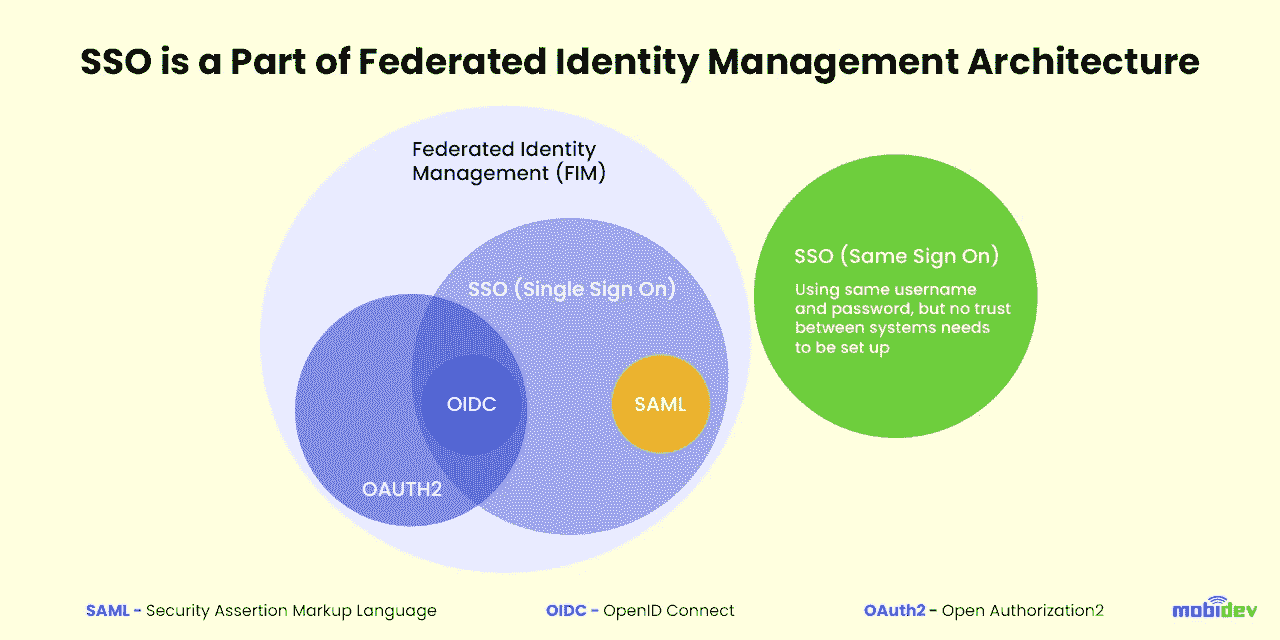 SSO is a Part of Federated Identity Management Architecture
Federated Identity
Management (FIM)
SSO (Single Sign On)
OIDC
SAML
OAUTH2
SSO (Same Sign On)
Using same username
and password, but no trust
between systems needs
to be set up
SAML - Security Assertion Markup Language
OIDC - OpenID Connect
OAuth2 - Open Authorization2
mobidev